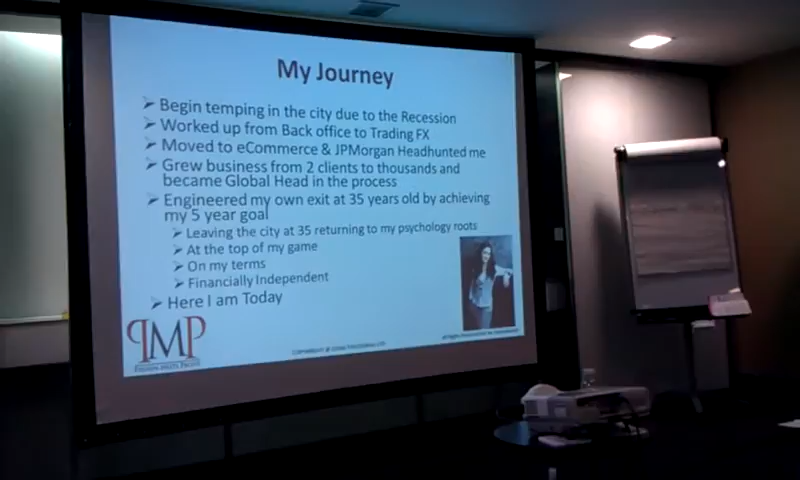 My Journey
➢ Begin temping in the city due to the Recession
➢ Worked up from Back office to Trading FX
➢ Moved to eCommerce & JPMorgan Headhunted me
➢ Grew business from 2 clients to thousands and
became Global Head in the process
➢ Engineered my own exit at 35 years old by achieving
my 5 year goal
➢ Leaving the city at 35 returning to my psychology roots
➢ At the top of my game
➢ On my terms
➢ Financially Independent
➢ Here I am Today
PMP